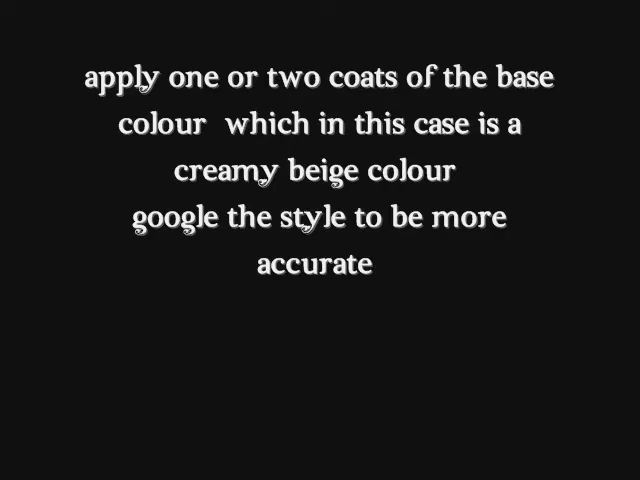 apply one or two coats of the base
colour  which in this case is a
creamy beige colour
google the style to be more
accurate